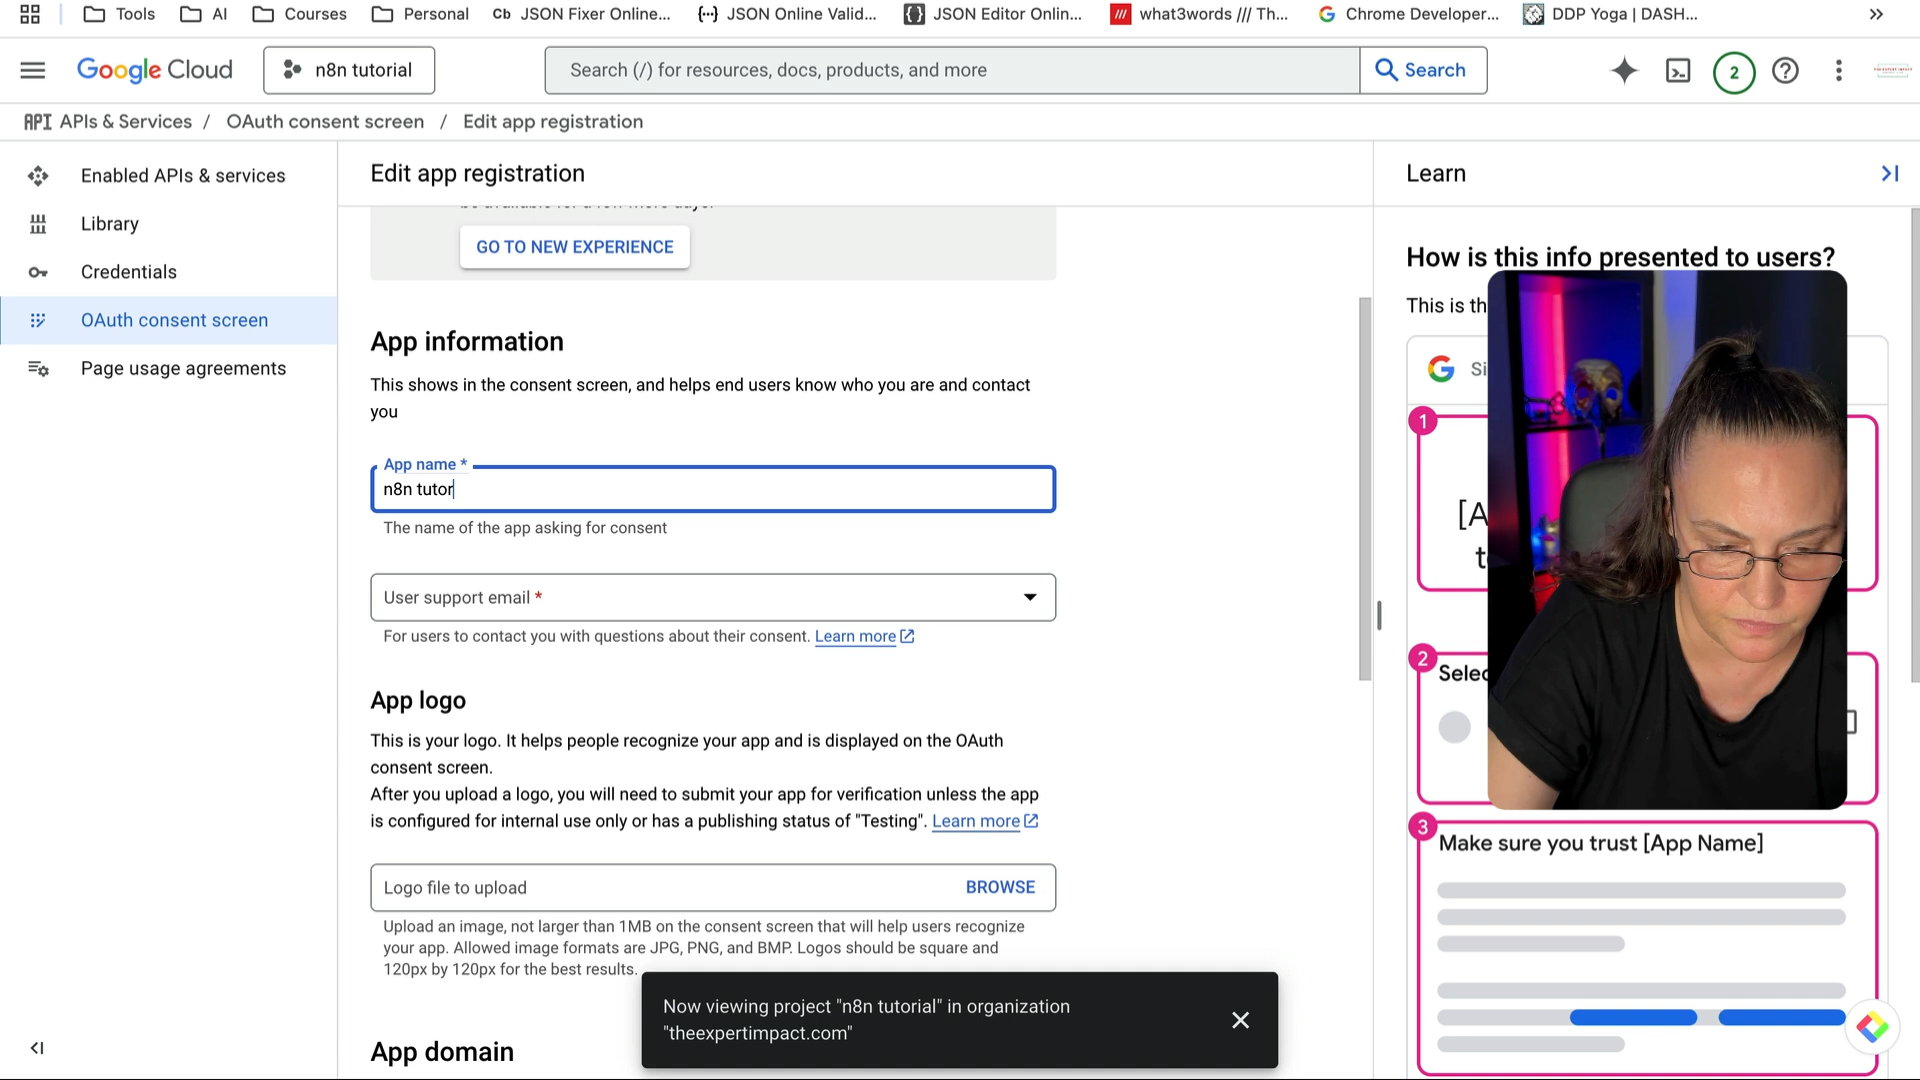 Tools
AI
Courses
Personal
Cb JSON Fixer Online...
{···} JSON Online Valid...
{} JSON Editor Onlin...
/// what3words /// Th...
G Chrome Developer...
DDP Yoga | DASH...
»
Google Cloud
n8n tutorial
Search (/) for resources, docs, products, and more
Search
2
API APIs & Services / OAuth consent screen / Edit app registration
Enabled APIs & services
Library
Credentials
OAuth consent screen
Page usage agreements
Edit app registration
GO TO NEW EXPERIENCE
App information
This shows in the consent screen, and helps end users know who you are and contact
you
App name *
n8n tutor
The name of the app asking for consent
User support email *
For users to contact you with questions about their consent. Learn more
App logo
This is your logo. It helps people recognize your app and is displayed on the OAuth
consent screen.
After you upload a logo, you will need to submit your app for verification unless the app
is configured for internal use only or has a publishing status of "Testing". Learn more
Logo file to upload
BROWSE
Upload an image, not larger than 1MB on the consent screen that will help users recognize
your app. Allowed image formats are JPG, PNG, and BMP. Logos should be square and
120px by 120px for the best results.
App domain
Now viewing project "n8n tutorial" in organization
"theexpertimpact.com"
Learn
How is this info presented to users?
This is th
G Si
1
[A
t
2
Selec
3
Make sure you trust [App Name]